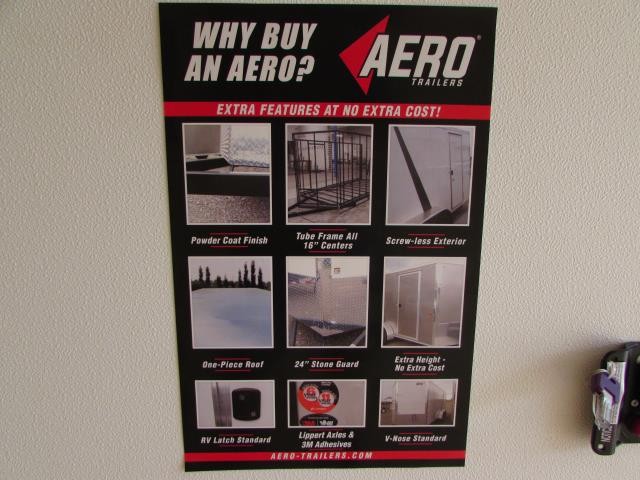 WHY BUY
AN AERO?
AERO®
TRAILERS
EXTRA FEATURES AT NO EXTRA COST!
Powder Coat Finish
Tube Frame All
16" Centers
Screw-less Exterior
One-Piece Roof
24" Stone Guard
Extra Height -
No Extra Cost
RV Latch Standard
Lippert Axles &
3M Adhesives
V-Nose Standard
AERO-TRAILERS.COM